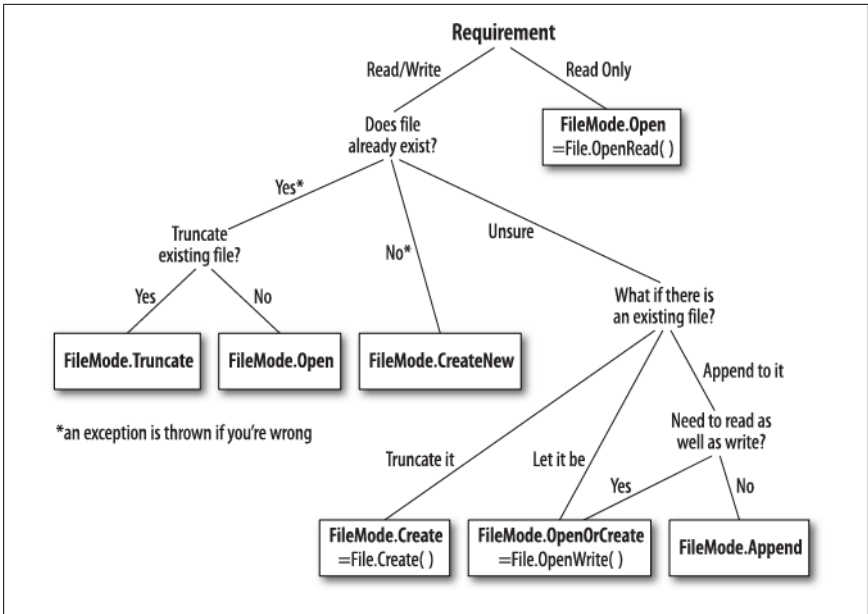 Requirement
Read/Write
Read Only
Does file
already exist?
FileMode.Open
=File.OpenRead( )
Yes*
No*
Unsure
Truncate
existing file?
Yes
No
What if there is
an existing file?
FileMode.Truncate
FileMode.Open
FileMode.CreateNew
Append to it
*an exception is thrown if you're wrong
Need to read as
well as write?
Truncate it
Let it be
Yes
No
FileMode.Create
=File.Create( )
FileMode.OpenOrCreate
=File.OpenWrite( )
FileMode.Append